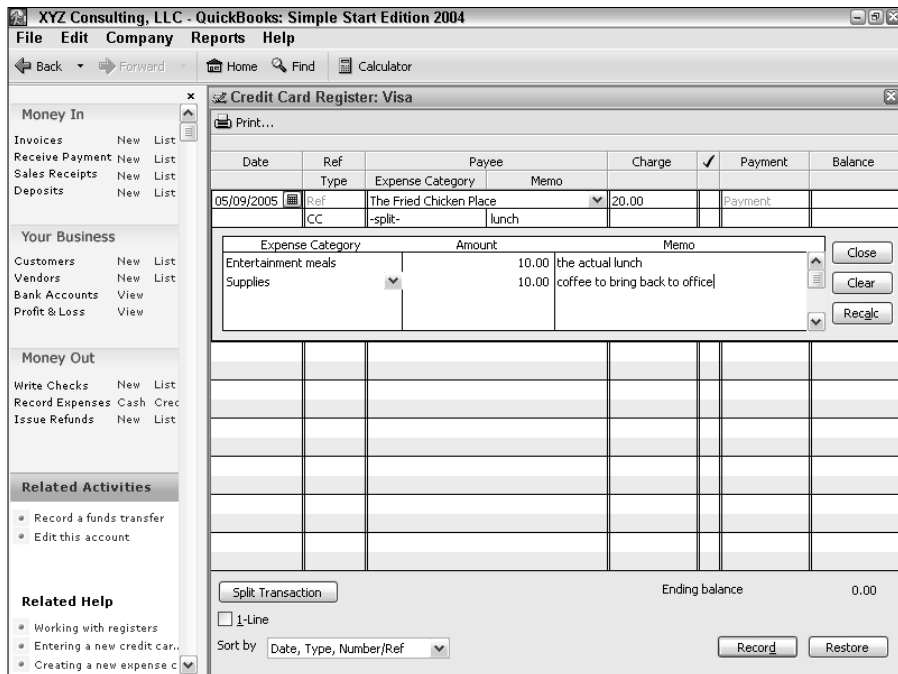 XYZ Consulting, LLC - QuickBooks: Simple Start Edition 2004
File Edit Company Reports Help
Back Forward Home Find Calculator
Money In
Invoices New List
Receive Payment New List
Sales Receipts New List
Deposits New List
Your Business
Customers New List
Vendors New List
Bank Accounts View
Profit & Loss View
Money Out
Write Checks New List
Record Expenses Cash Crec
Issue Refunds New List
Related Activities
Record a funds transfer
Edit this account
Related Help
Working with registers
Entering a new credit car..
Creating a new expense c
Credit Card Register: Visa
Print...
Date Ref Payee Charge ✓ Payment Balance
Type Expense Category Memo
05/09/2005 Ref The Fried Chicken Place 20.00 Payment
CC -split- lunch
Expense Category Amount Memo
Entertainment meals 10.00 the actual lunch
Supplies 10.00 coffee to bring back to office
Close
Clear
Recalc
Split Transaction Ending balance 0.00
1-Line
Sort by Date, Type, Number/Ref Record Restore